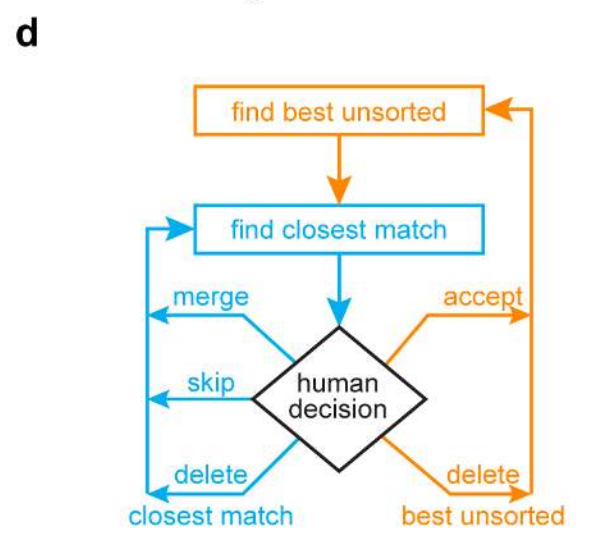 d
find best unsorted
find closest match
merge
accept
human
decision
skip
delete
delete
closest match
best unsorted